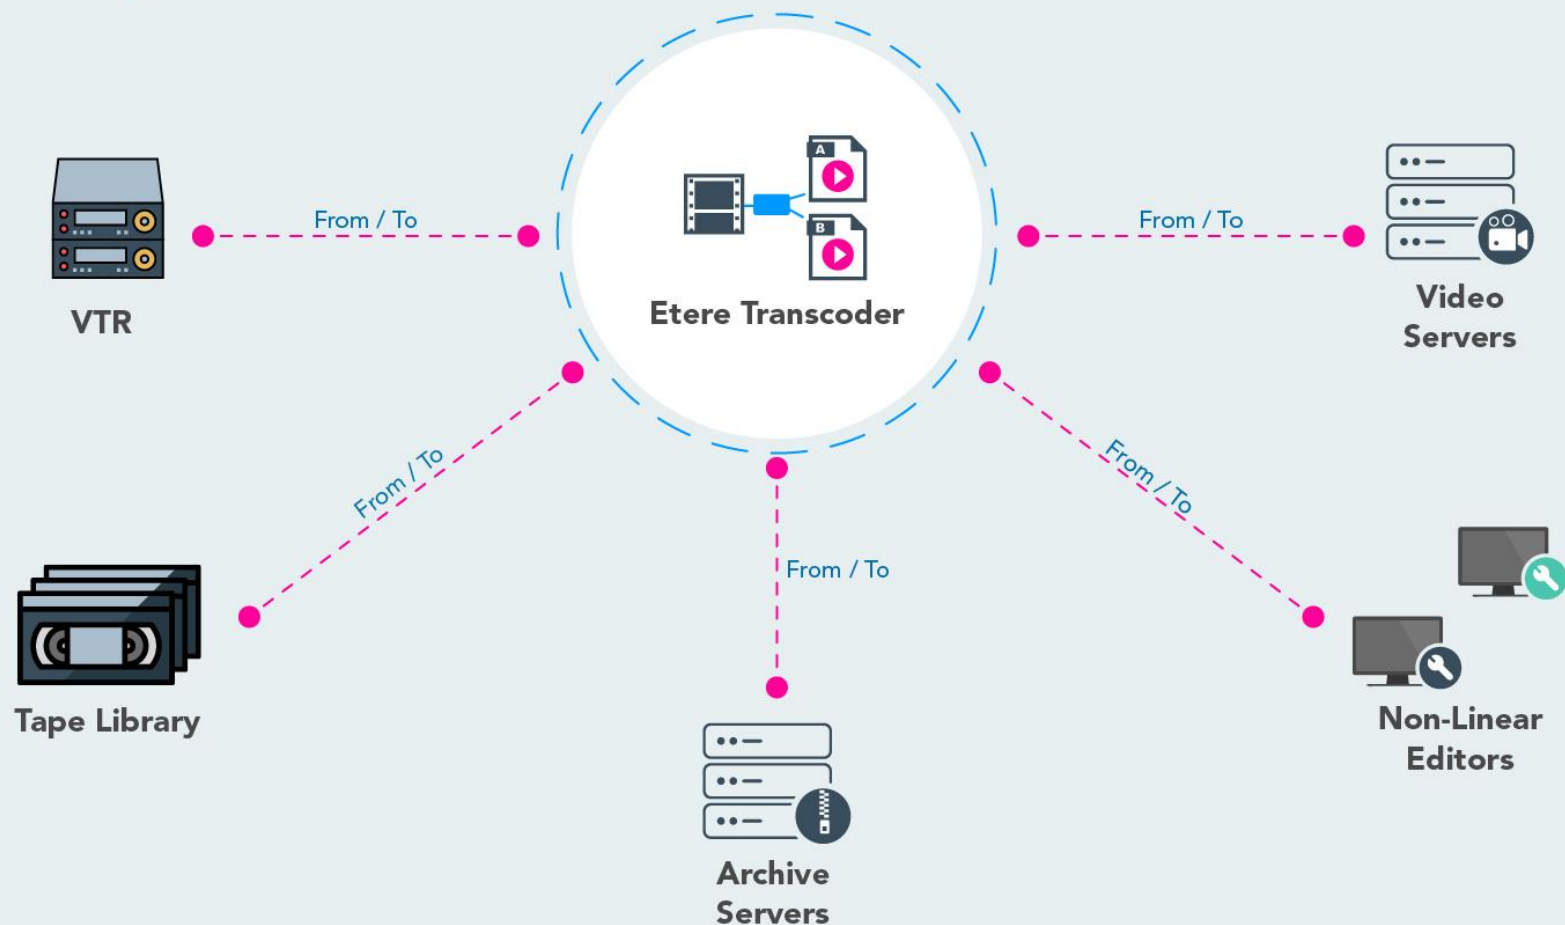 A
B
Etere Transcoder
From / To
From / To
VTR
Video
Servers
From / To
From / To
From / To
Tape Library
Non-Linear
Editors
Archive
Servers